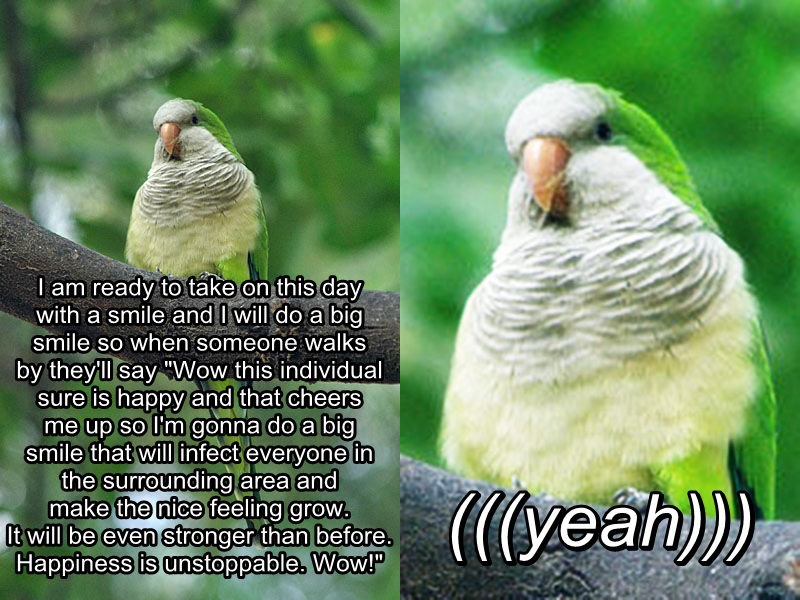 I am ready to take on this day
with a smile and I will do a big
smile so when someone walks
by they'll say "Wow this individual
sure is happy and that cheers
me up so I'm gonna do a big
smile that will infect everyone in
the surrounding area and
make the nice feeling grow.
It will be even stronger than before.
Happiness is unstoppable. Wow!"
(((yeah)))